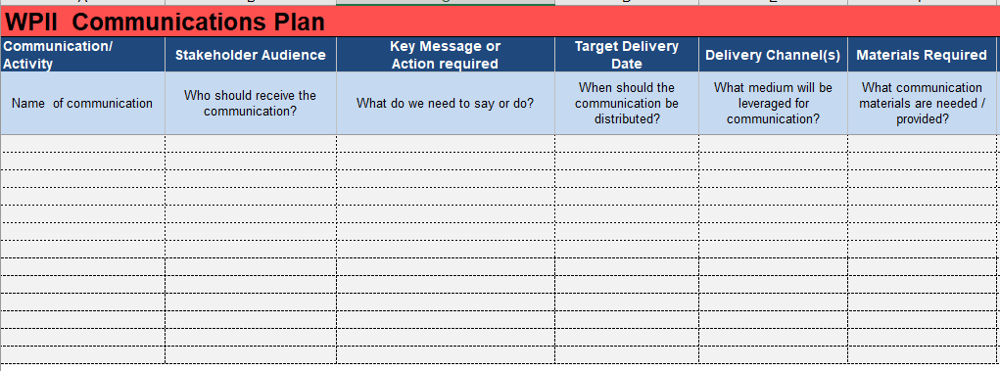 WPII  Communications Plan
Communication/
Activity
Stakeholder Audience
Key Message or
Action required
Target Delivery
Date
Delivery Channel(s)
Materials Required
Name  of communication
Who should receive the
communication?
What do we need to say or do?
When should the
communication be
distributed?
What medium will be
leveraged for
communication?
What communication
materials are needed /
provided?